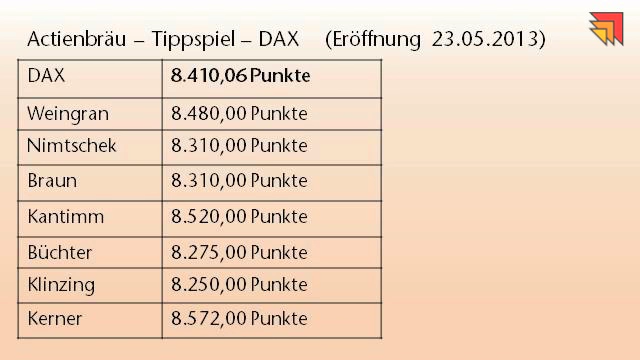 Actienbräu – Tippspiel – DAX (Eröffnung 23.05.2013)
DAX 8.410,06 Punkte
Weingran 8.480,00 Punkte
Nimtschek 8.310,00 Punkte
Braun 8.310,00 Punkte
Kantimm 8.520,00 Punkte
Büchter 8.275,00 Punkte
Klinzing 8.250,00 Punkte
Kerner 8.572,00 Punkte